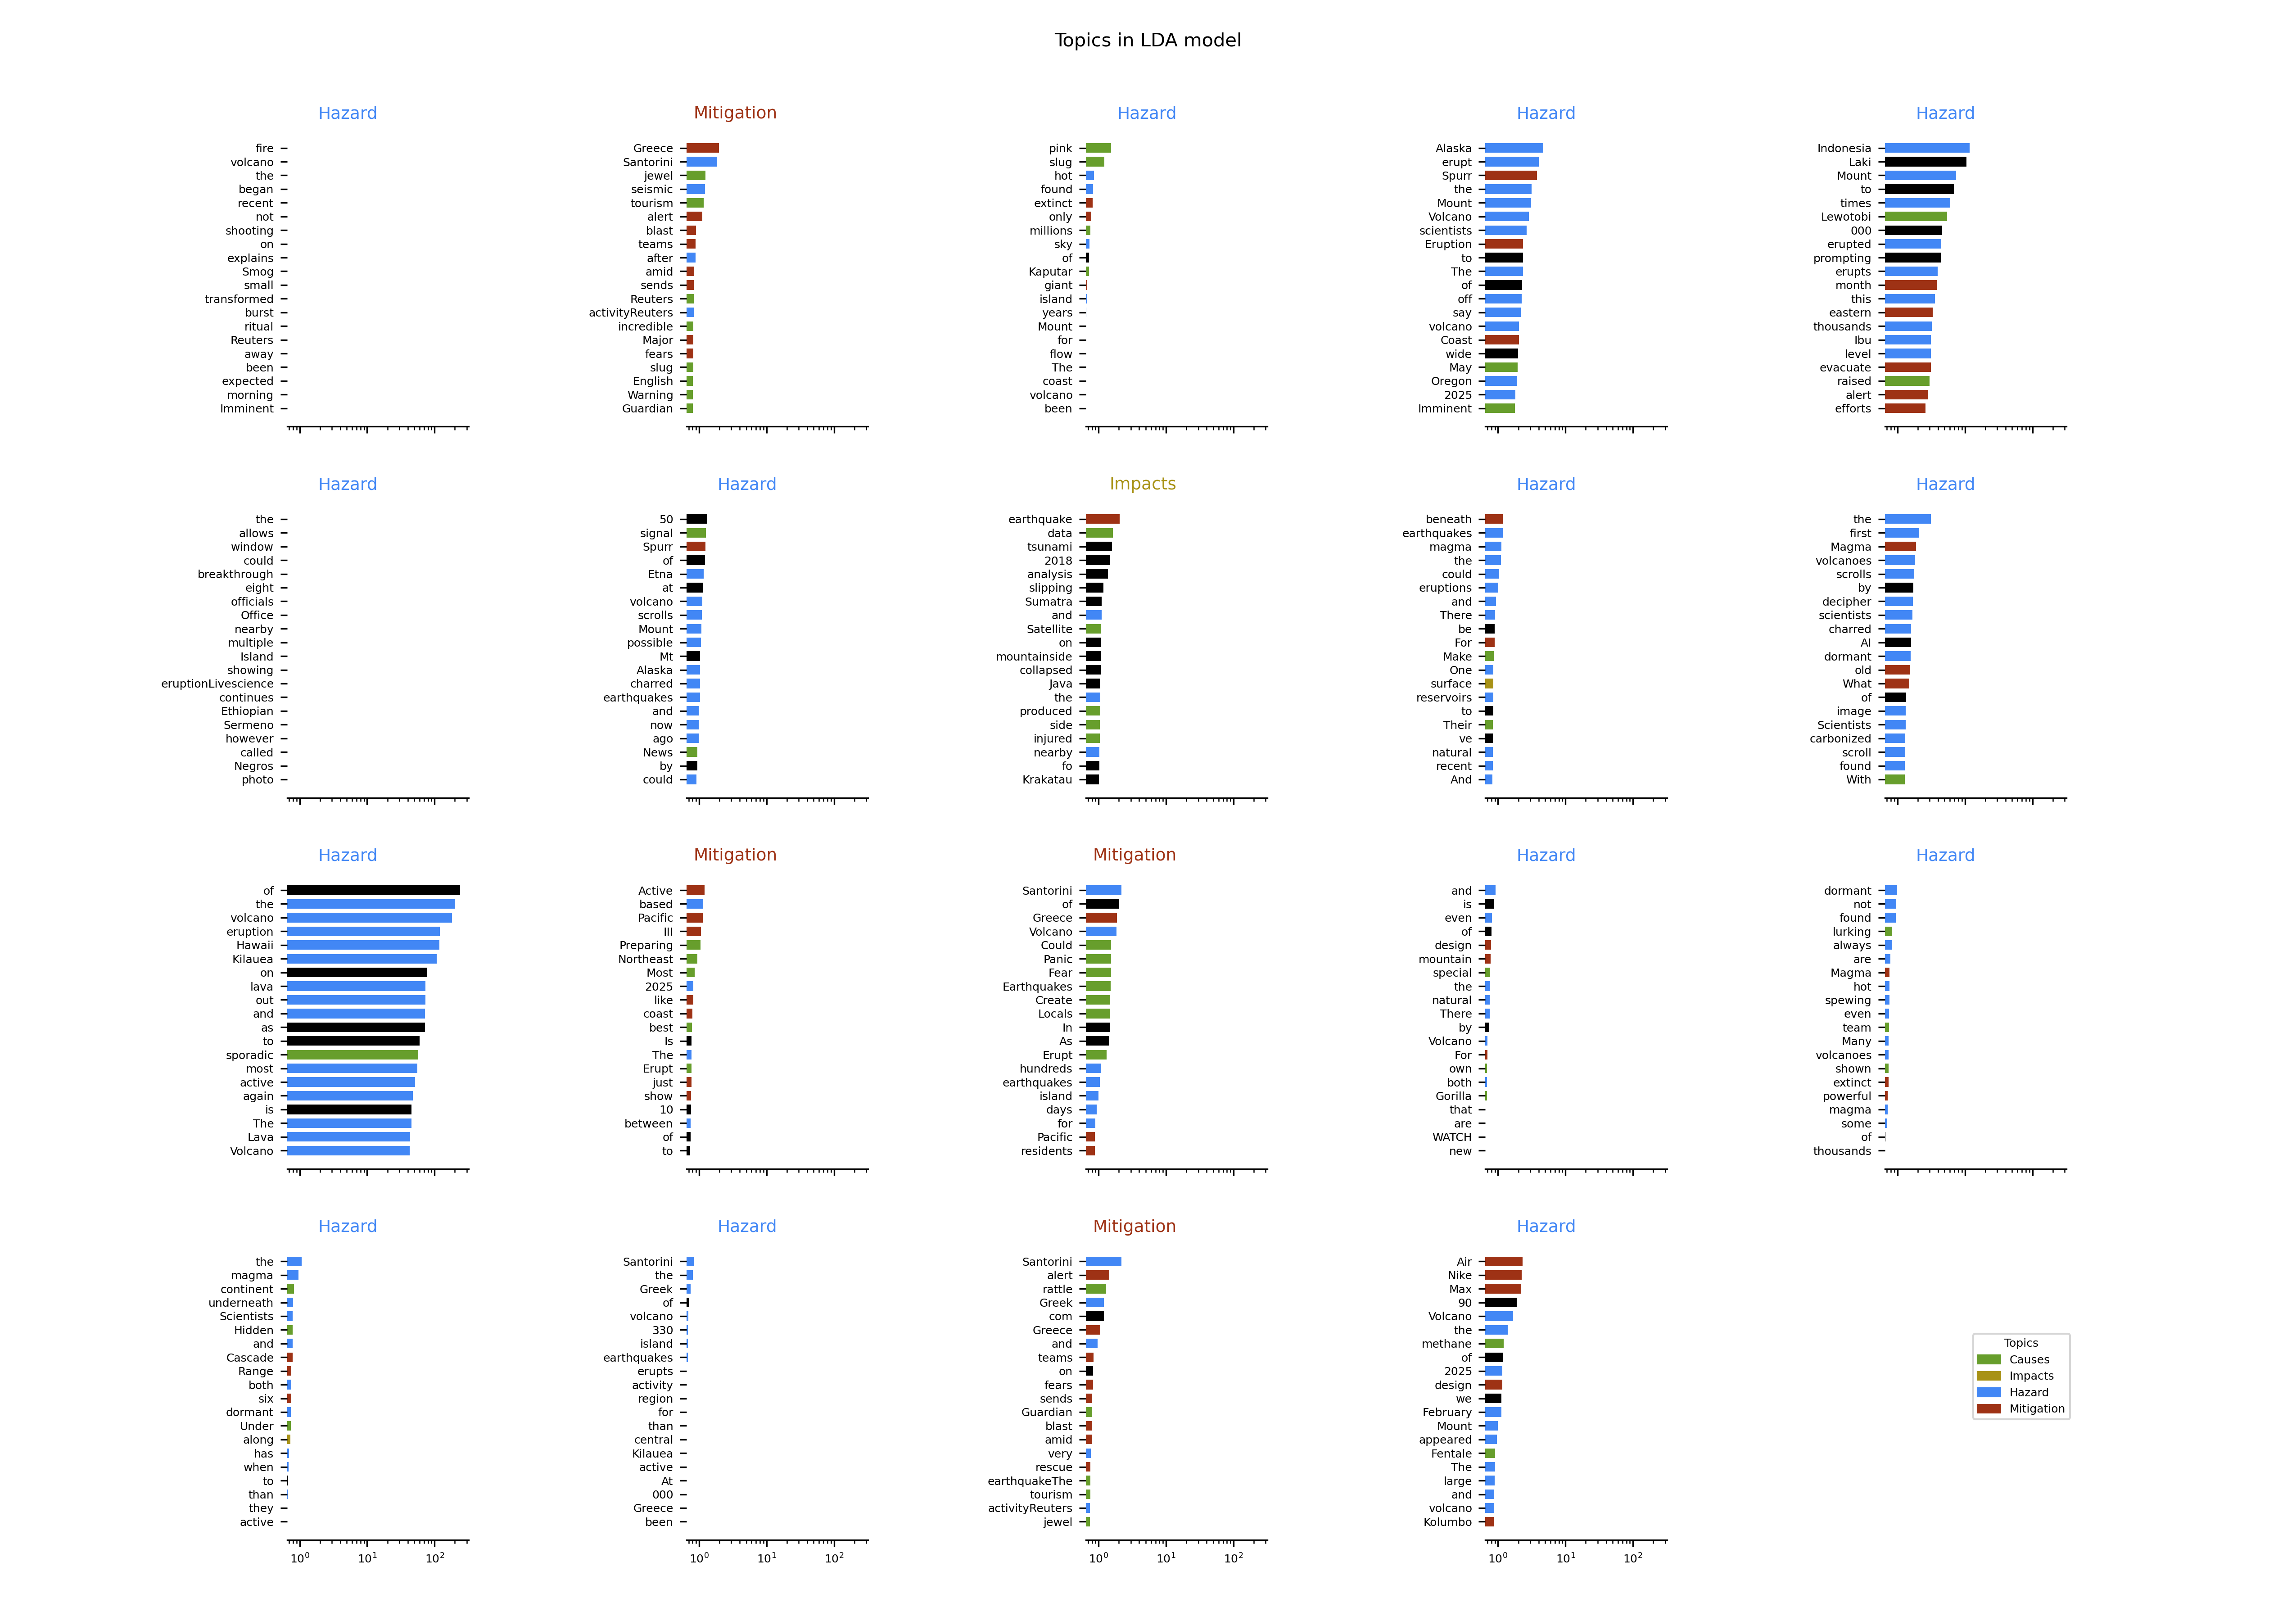 Topics in LDA model
Hazard
fire
volcano
the
began
recent
not
shooting
on
explains
Smog
small
transformed
burst
ritual
Reuters
away
been
expected
morning
Imminent
Mitigation
Greece
Santorini
jewel
seismic
tourism
alert
blast
teams
after
amid
sends
Reuters
activityReuters
incredible
Major
fears
slug
English
Warning
Guardian
Hazard
pink
slug
hot
found
extinct
only
millions
sky
of
Kaputar
giant
island
years
Mount
for
flow
The
coast
volcano
been
Hazard
Alaska
erupt
Spurr
the
Mount
Volcano
scientists
Eruption
to
The
of
off
say
volcano
Coast
wide
May
Oregon
2025
Imminent
Hazard
Indonesia
Laki
Mount
to
times
Lewotobi
000
erupted
prompting
erupts
month
this
eastern
thousands
Ibu
level
evacuate
raised
alert
efforts
Hazard
the
allows
window
could
breakthrough
eight
officials
Office
nearby
multiple
Island
showing
eruptionLivescience
continues
Ethiopian
Sermeno
however
called
Negros
photo
Hazard
50
signal
Spurr
of
Etna
at
volcano
scrolls
Mount
possible
Mt
Alaska
charred
earthquakes
and
now
ago
News
by
could
Impacts
earthquake
data
tsunami
2018
analysis
slipping
Sumatra
and
Satellite
on
mountainside
collapsed
Java
the
produced
side
injured
nearby
fo
Krakatau
Hazard
beneath
earthquakes
magma
the
could
eruptions
and
There
be
For
Make
One
surface
reservoirs
to
Their
ve
natural
recent
And
Hazard
the
first
Magma
volcanoes
scrolls
by
decipher
scientists
charred
AI
dormant
old
What
of
image
Scientists
carbonized
scroll
found
With
Hazard
of
the
volcano
eruption
Hawaii
Kilauea
on
lava
out
and
as
to
sporadic
most
active
again
is
The
Lava
Volcano
Mitigation
Active
based
Pacific
III
Preparing
Northeast
Most
2025
like
coast
best
Is
The
Erupt
just
show
10
between
of
to
Mitigation
Santorini
of
Greece
Volcano
Could
Panic
Fear
Earthquakes
Create
Locals
In
As
Erupt
hundreds
earthquakes
island
days
for
Pacific
residents
Hazard
and
is
even
of
design
mountain
special
the
natural
There
by
Volcano
For
own
both
Gorilla
that
are
WATCH
new
Hazard
dormant
not
found
lurking
always
are
Magma
hot
spewing
even
team
Many
volcanoes
shown
extinct
powerful
magma
some
of
thousands
Hazard
the
magma
continent
underneath
Scientists
Hidden
and
Cascade
Range
both
six
dormant
Under
along
has
when
to
than
they
active
10⁰ 10¹ 10²
Hazard
Santorini
the
Greek
of
volcano
330
island
earthquakes
erupts
activity
region
for
than
central
Kilauea
active
At
000
Greece
been
10⁰ 10¹ 10²
Mitigation
Santorini
alert
rattle
Greek
com
Greece
and
teams
on
fears
sends
Guardian
blast
amid
very
rescue
earthquakeThe
tourism
activityReuters
jewel
10⁰ 10¹ 10²
Hazard
Air
Nike
Max
90
Volcano
the
methane
of
2025
design
we
February
Mount
appeared
Fentale
The
large
and
volcano
Kolumbo
10⁰ 10¹ 10²
Topics
Causes
Impacts
Hazard
Mitigation